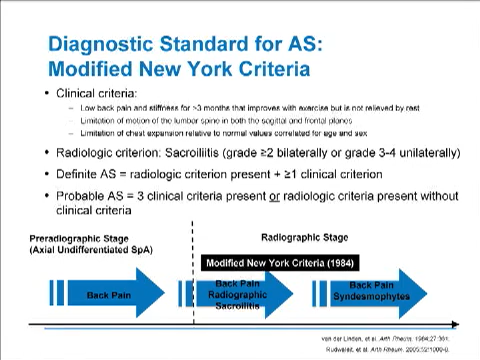 Diagnostic Standard for AS:
Modified New York Criteria
• Clinical criteria:
– Low back pain and stiffness for >3 months that improves with exercise but is not relieved by rest
– Limitation of motion of the lumbar spine in both the sagittal and frontal planes
– Limitation of chest expansion relative to normal values correlated for age and sex
• Radiologic criterion: Sacroiliitis (grade ≥2 bilaterally or grade 3-4 unilaterally)
• Definite AS = radiologic criterion present + ≥1 clinical criterion
• Probable AS = 3 clinical criteria present or radiologic criteria present without
clinical criteria
Preradiographic Stage
(Axial Undifferentiated SpA)
Radiographic Stage
Modified New York Criteria (1984)
Back Pain
Back Pain
Radiographic
Sacroiliitis
Back Pain
Syndesmophytes
van der Linden, et al. Arth Rheum. 1984;27:361.
Rudwaleit, et al. Arth Rheum. 2005;52:1000-8.